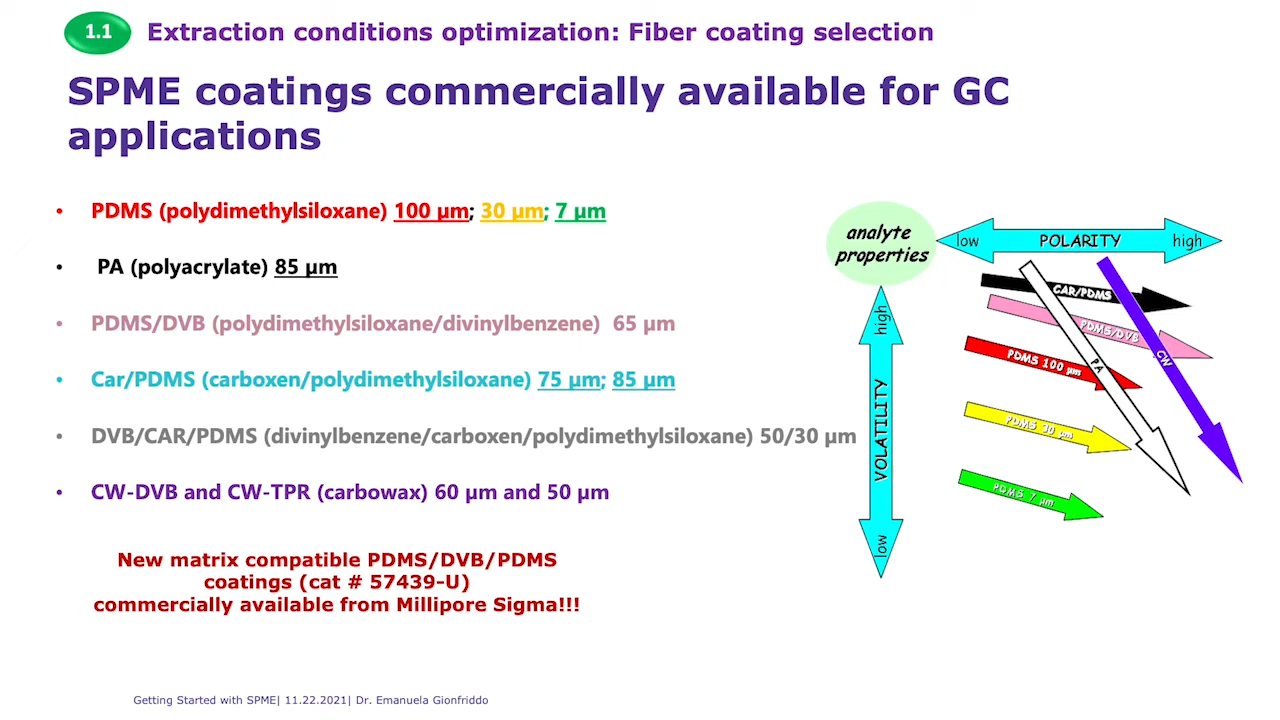 1.1
Extraction conditions optimization: Fiber coating selection
SPME coatings commercially available for GC
applications
• PDMS (polydimethylsiloxane) 100 µm; 30 µm; 7 µm
• PA (polyacrylate) 85 µm
• PDMS/DVB (polydimethylsiloxane/divinylbenzene) 65 µm
• Car/PDMS (carboxen/polydimethylsiloxane) 75 µm; 85 µm
• DVB/CAR/PDMS (divinylbenzene/carboxen/polydimethylsiloxane) 50/30 µm
• CW-DVB and CW-TPR (carbowax) 60 µm and 50 µm
New matrix compatible PDMS/DVB/PDMS
coatings (cat # 57439-U)
commercially available from Millipore Sigma!!!
analyte
properties
low POLARITY high
high
VOLATILITY
low
CAR/PDMS
PDMS/DVB
PDMS 100 µm
PA
CW
PDMS 30 µm
PDMS 7 µm
Getting Started with SPME| 11.22.2021| Dr. Emanuela Gionfriddo